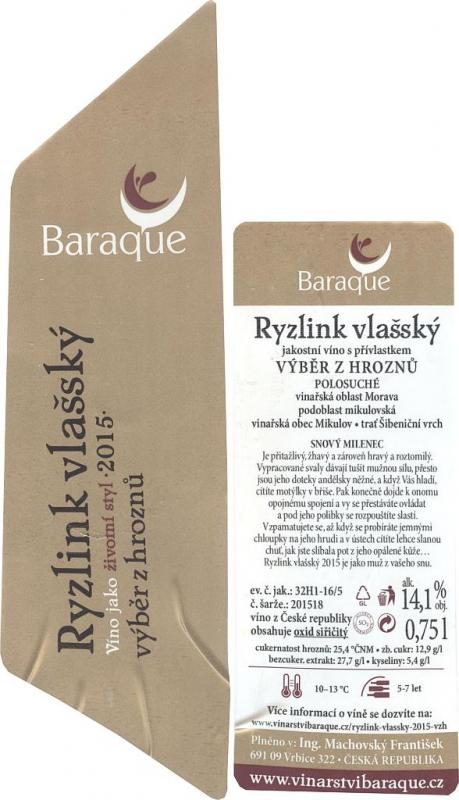 Baraque
Ryzlink vlašský
Víno jako životní styl · 2015 ·
výběr z hroznů
Baraque
Ryzlink vlašský
jakostní víno s přívlastkem
VÝBĚR Z HROZNŮ
POLOSUCHÉ
vinařská oblast Morava
podoblast mikulovská
vinařská obec Mikulov • trať Šibeniční vrch
SNOVÝ MILENEC
Je přitažlivý, žhavý a zároveň hravý a roztomilý.
Vypracované svaly dávají tušit mužnou sílu, přesto
jsou jeho doteky andělsky něžné, a když Vás hladí,
cítíte motýlky v břiše. Pak konečně dojde k onomu
opojnému spojení a vy se přestáváte ovládat
a pod jeho polibky se rozpouštíte slastí.
Vzpamatujete se, až když se probíráte jemnými
chloupky na jeho hrudi a v ústech cítíte lehce slanou
chuť, jak jste slíbala pot z jeho opálené kůže…
Ryzlink vlašský 2015 je jako muž z vašeho snu.
ev. č. jak.: 32H1-16/5
č. šarže.: 201518
víno z České republiky
obsahuje oxid siřičitý
GL
SO₂
alk. 14,1 % obj.
0,75 l
cukernatost hroznů: 25,4 °ČNM • zb. cukr: 12,9 g/l
bezcuker. extrakt: 27,7 g/l • kyseliny: 5,4 g/l
10–13 °C
5-7 let
Více informací o víně se dozvíte na:
www.vinarstvibaraque.cz/ryzlink-vlassky-2015-vzh
Plněno v: Ing. Machovský František
691 09 Vrbice 322 • ČESKÁ REPUBLIKA
www.vinarstvibaraque.cz